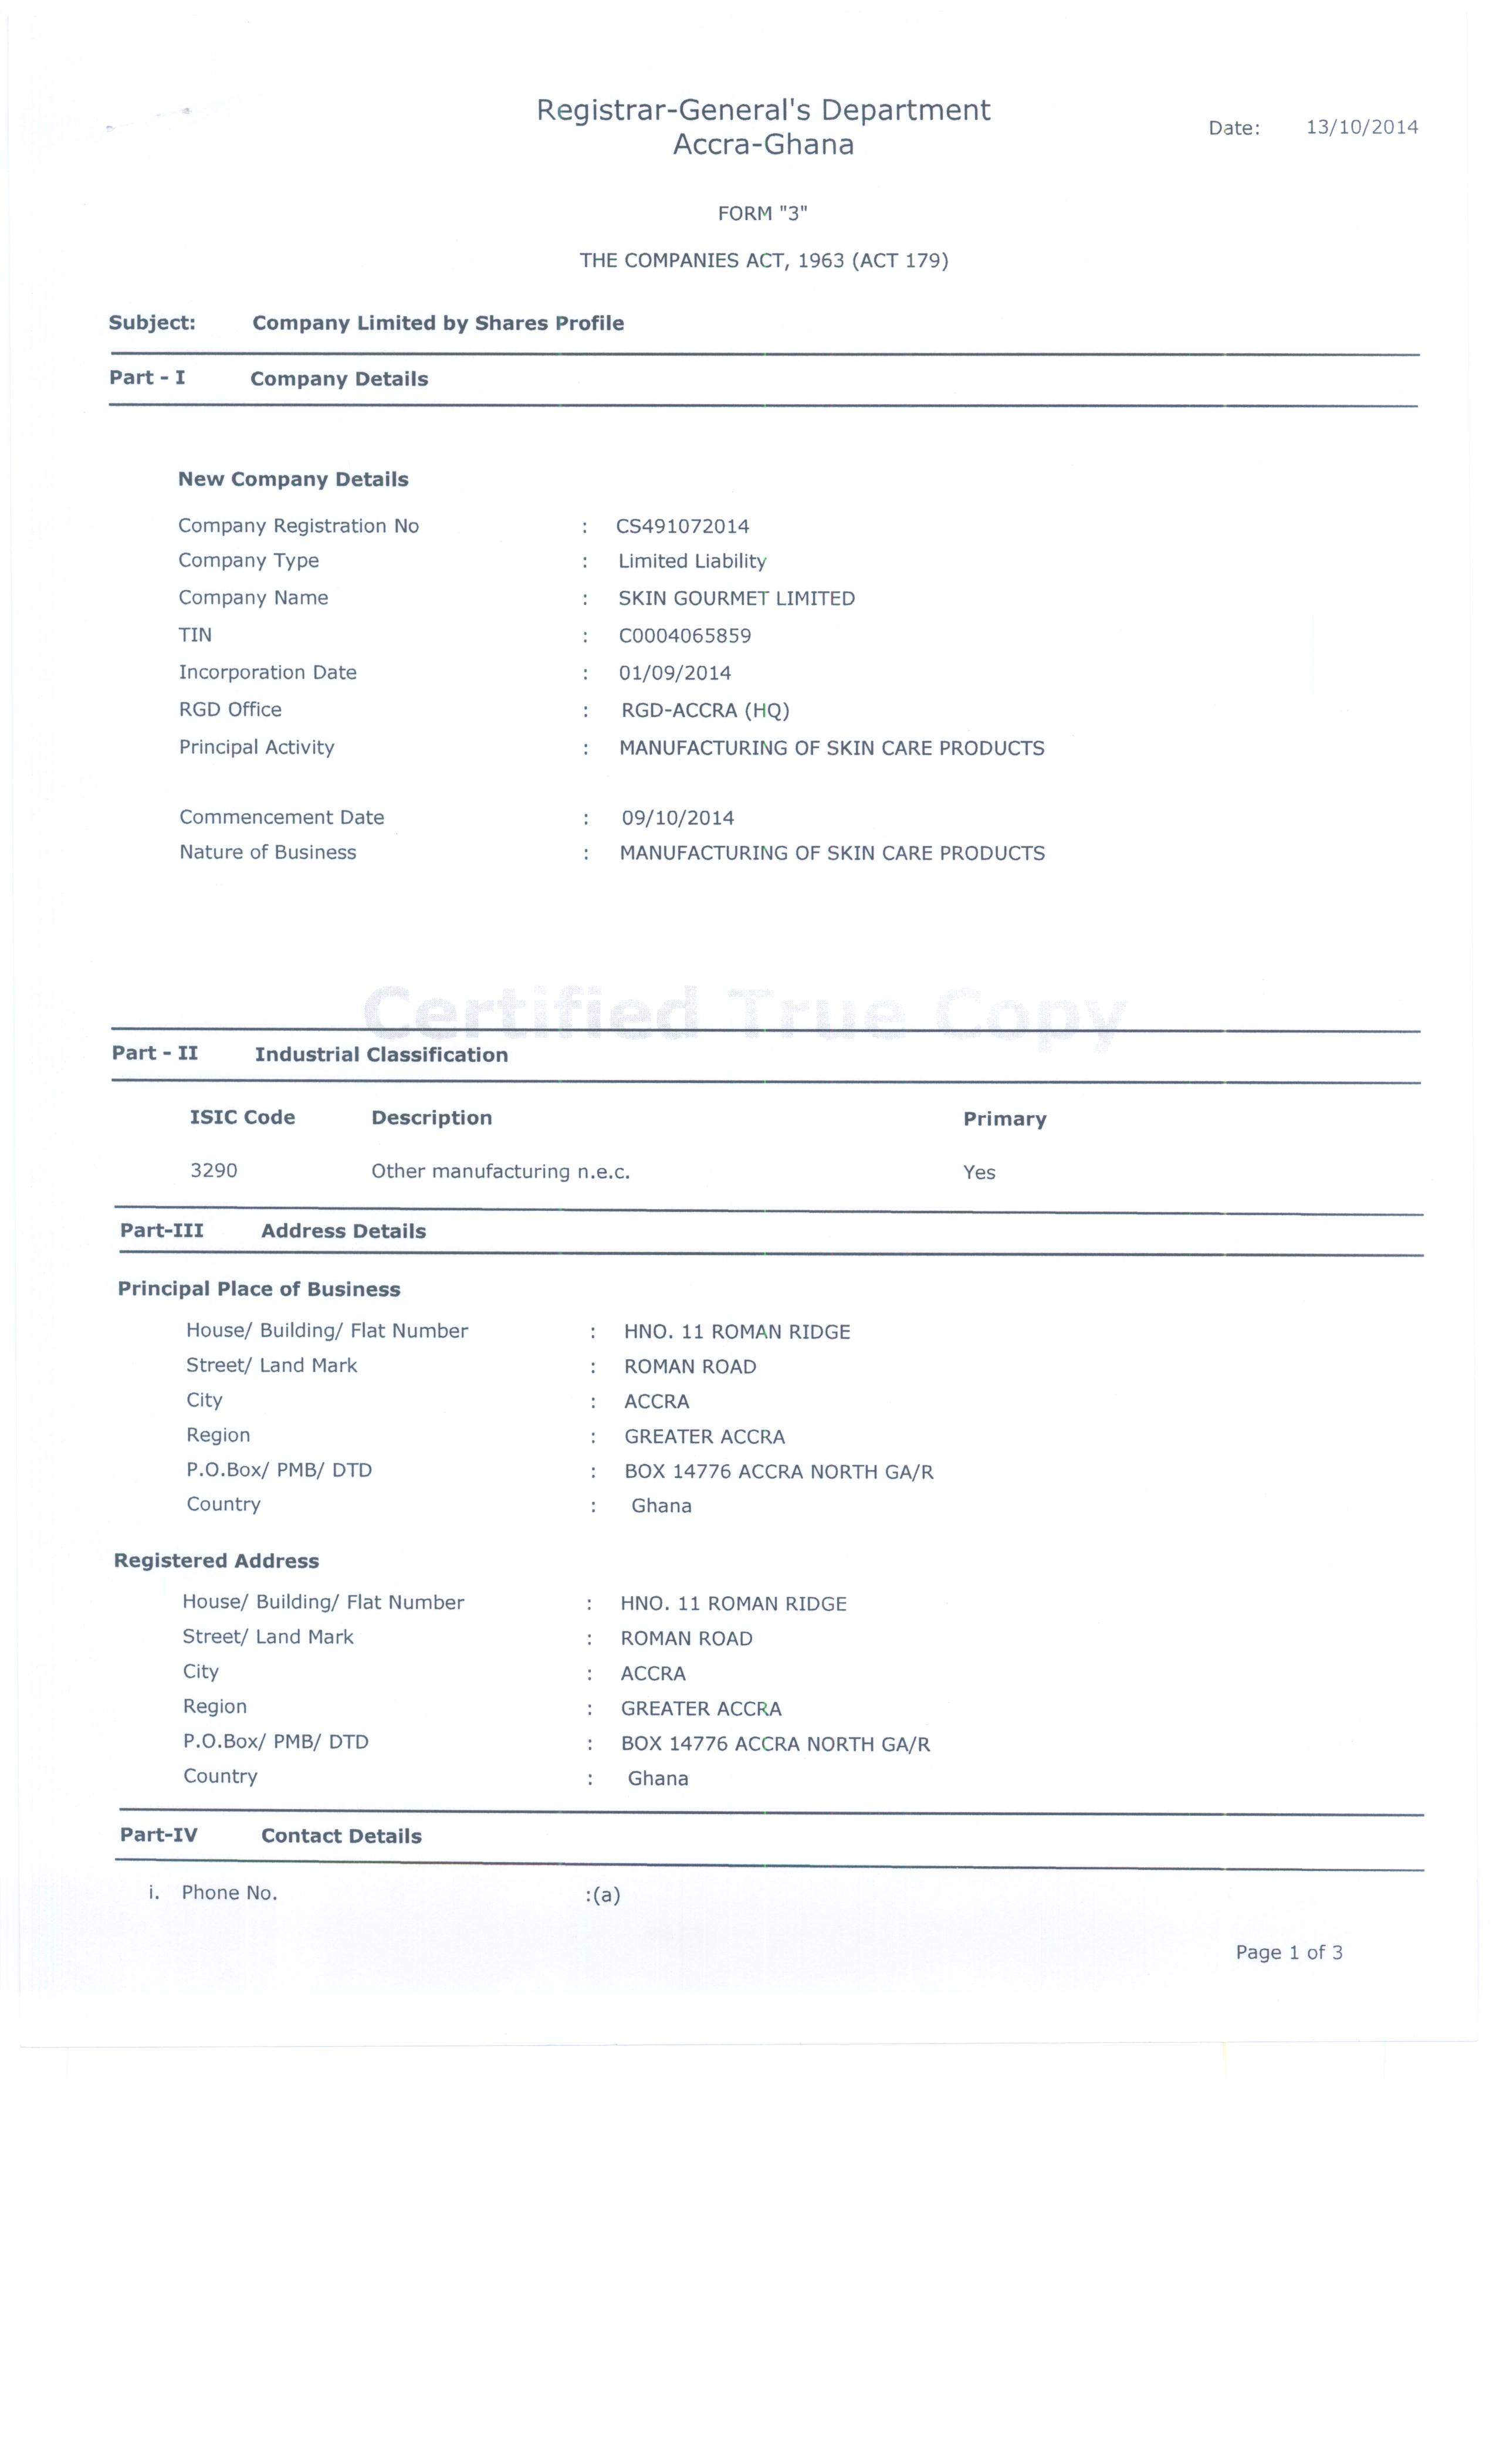 Registrar-General's Department
Accra-Ghana
Date: 13/10/2014
FORM "3"
THE COMPANIES ACT, 1963 (ACT 179)
Subject: Company Limited by Shares Profile
Part - I Company Details
New Company Details
Company Registration No : CS491072014
Company Type : Limited Liability
Company Name : SKIN GOURMET LIMITED
TIN : C0004065859
Incorporation Date : 01/09/2014
RGD Office : RGD-ACCRA (HQ)
Principal Activity : MANUFACTURING OF SKIN CARE PRODUCTS
Commencement Date : 09/10/2014
Nature of Business : MANUFACTURING OF SKIN CARE PRODUCTS
Certified True Copy
Part - II Industrial Classification
ISIC Code Description Primary
3290 Other manufacturing n.e.c. Yes
Part-III Address Details
Principal Place of Business
House/ Building/ Flat Number : HNO. 11 ROMAN RIDGE
Street/ Land Mark : ROMAN ROAD
City : ACCRA
Region : GREATER ACCRA
P.O.Box/ PMB/ DTD : BOX 14776 ACCRA NORTH GA/R
Country : Ghana
Registered Address
House/ Building/ Flat Number : HNO. 11 ROMAN RIDGE
Street/ Land Mark : ROMAN ROAD
City : ACCRA
Region : GREATER ACCRA
P.O.Box/ PMB/ DTD : BOX 14776 ACCRA NORTH GA/R
Country : Ghana
Part-IV Contact Details
i. Phone No. :(a)
Page 1 of 3